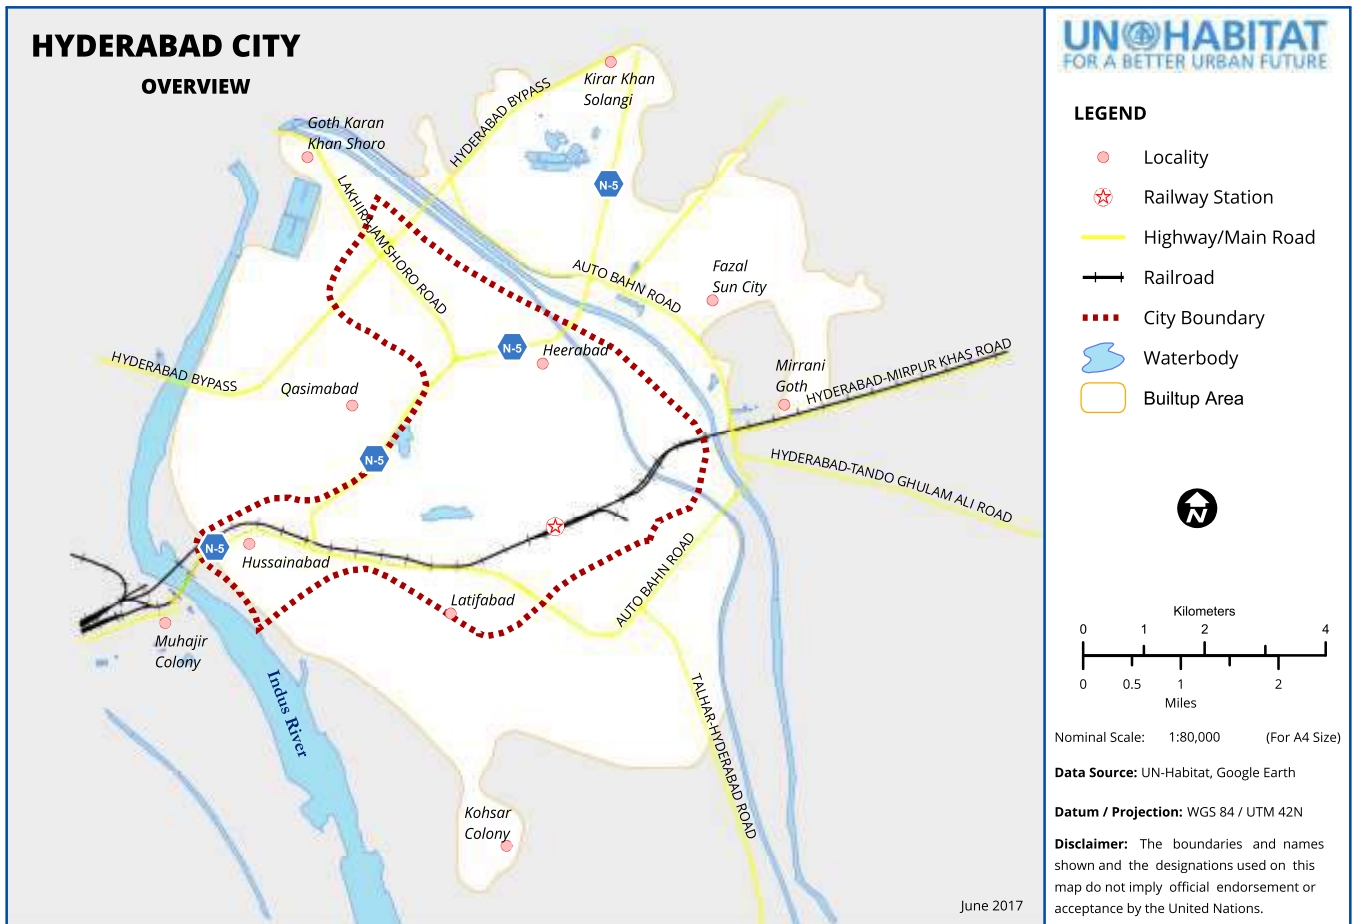 HYDERABAD CITY
OVERVIEW
Kirar Khan
Solangi
HYDERABAD BYPASS
Goth Karan
Khan Shoro
N-5
LAKHIRA-JAMSHORO ROAD
AUTO BAHN ROAD
Fazal
Sun City
N-5
Heerabad
HYDERABAD BYPASS
Qasimabad
Mirrani
Goth
HYDERABAD-MIRPUR KHAS ROAD
N-5
HYDERABAD-TANDO GHULAM ALI ROAD
N-5
Hussainabad
AUTO BAHN ROAD
Latifabad
Muhajir
Colony
Indus River
TALHAR-HYDERABAD ROAD
Kohsar
Colony
June 2017
UN HABITAT
FOR A BETTER URBAN FUTURE
LEGEND
Locality
Railway Station
Highway/Main Road
Railroad
City Boundary
Waterbody
Builtup Area
N
Kilometers
0 1 2 4
0 0.5 1 2
Miles
Nominal Scale: 1:80,000 (For A4 Size)
Data Source: UN-Habitat, Google Earth
Datum / Projection: WGS 84 / UTM 42N
Disclaimer: The boundaries and names
shown and the designations used on this
map do not imply official endorsement or
acceptance by the United Nations.